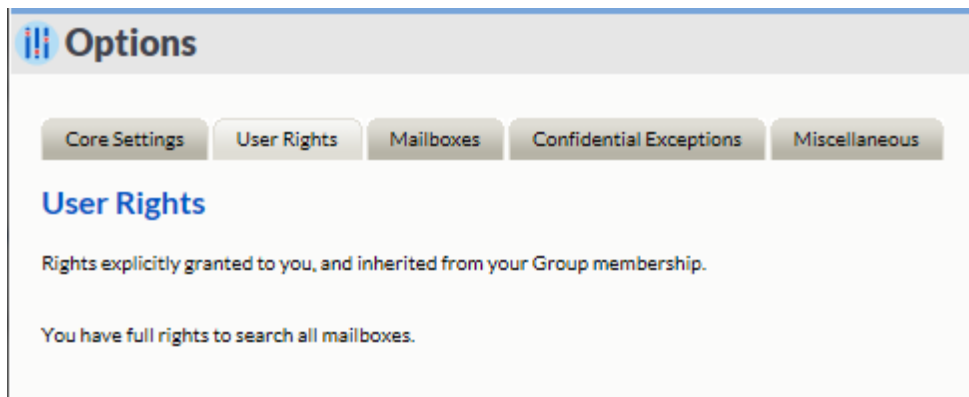 Options
Core Settings User Rights Mailboxes Confidential Exceptions Miscellaneous
User Rights
Rights explicitly granted to you, and inherited from your Group membership.
You have full rights to search all mailboxes.